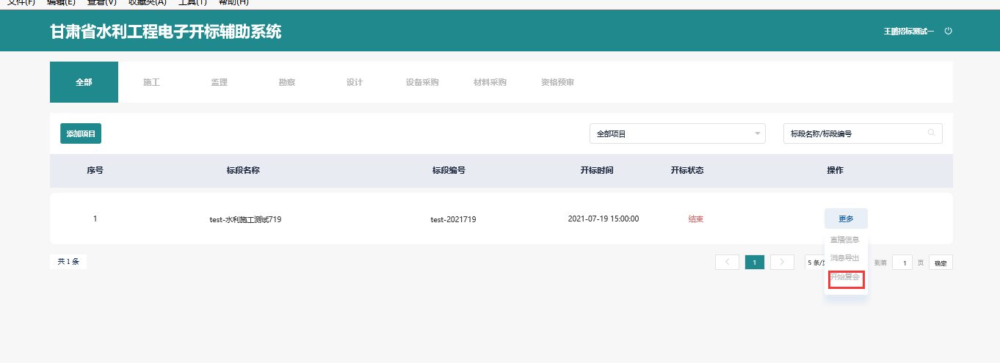 文件(F) 编辑(E) 查看(V) 收藏夹(A) 工具(T) 帮助(H)
甘肃省水利工程电子开标辅助系统 王鹏招标测试一
全部 施工 监理 勘察 设计 设备采购 材料采购 资格预审
添加项目 全部项目 标段名称/标段编号
序号 标段名称 标段编号 开标时间 开标状态 操作
1 test-水利施工测试719 test-2021719 2021-07-19 15:00:00 结束 更多
直播信息
消息导出
开始复会
共 1 条 1 5 条/ 到第 1 页 确定